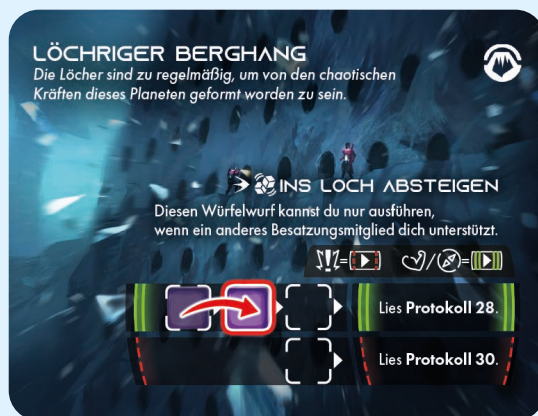 LÖCHRIGER BERGHANG
Die Löcher sind zu regelmäßig, um von den chaotischen
Kräften dieses Planeten geformt worden zu sein.
INS LOCH ABSTEIGEN
Diesen Würfelwurf kannst du nur ausführen,
wenn ein anderes Besatzungsmitglied dich unterstützt.
Lies Protokoll 28.
Lies Protokoll 30.